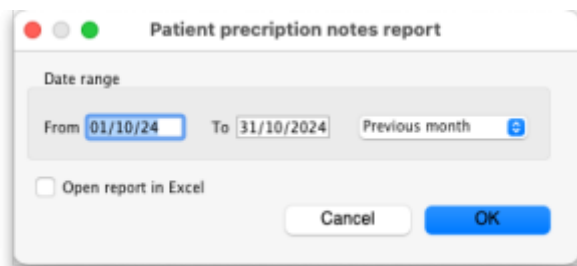 Patient precription notes report
Date range
From 01/10/24 To 31/10/2024 Previous month
Open report in Excel
Cancel OK